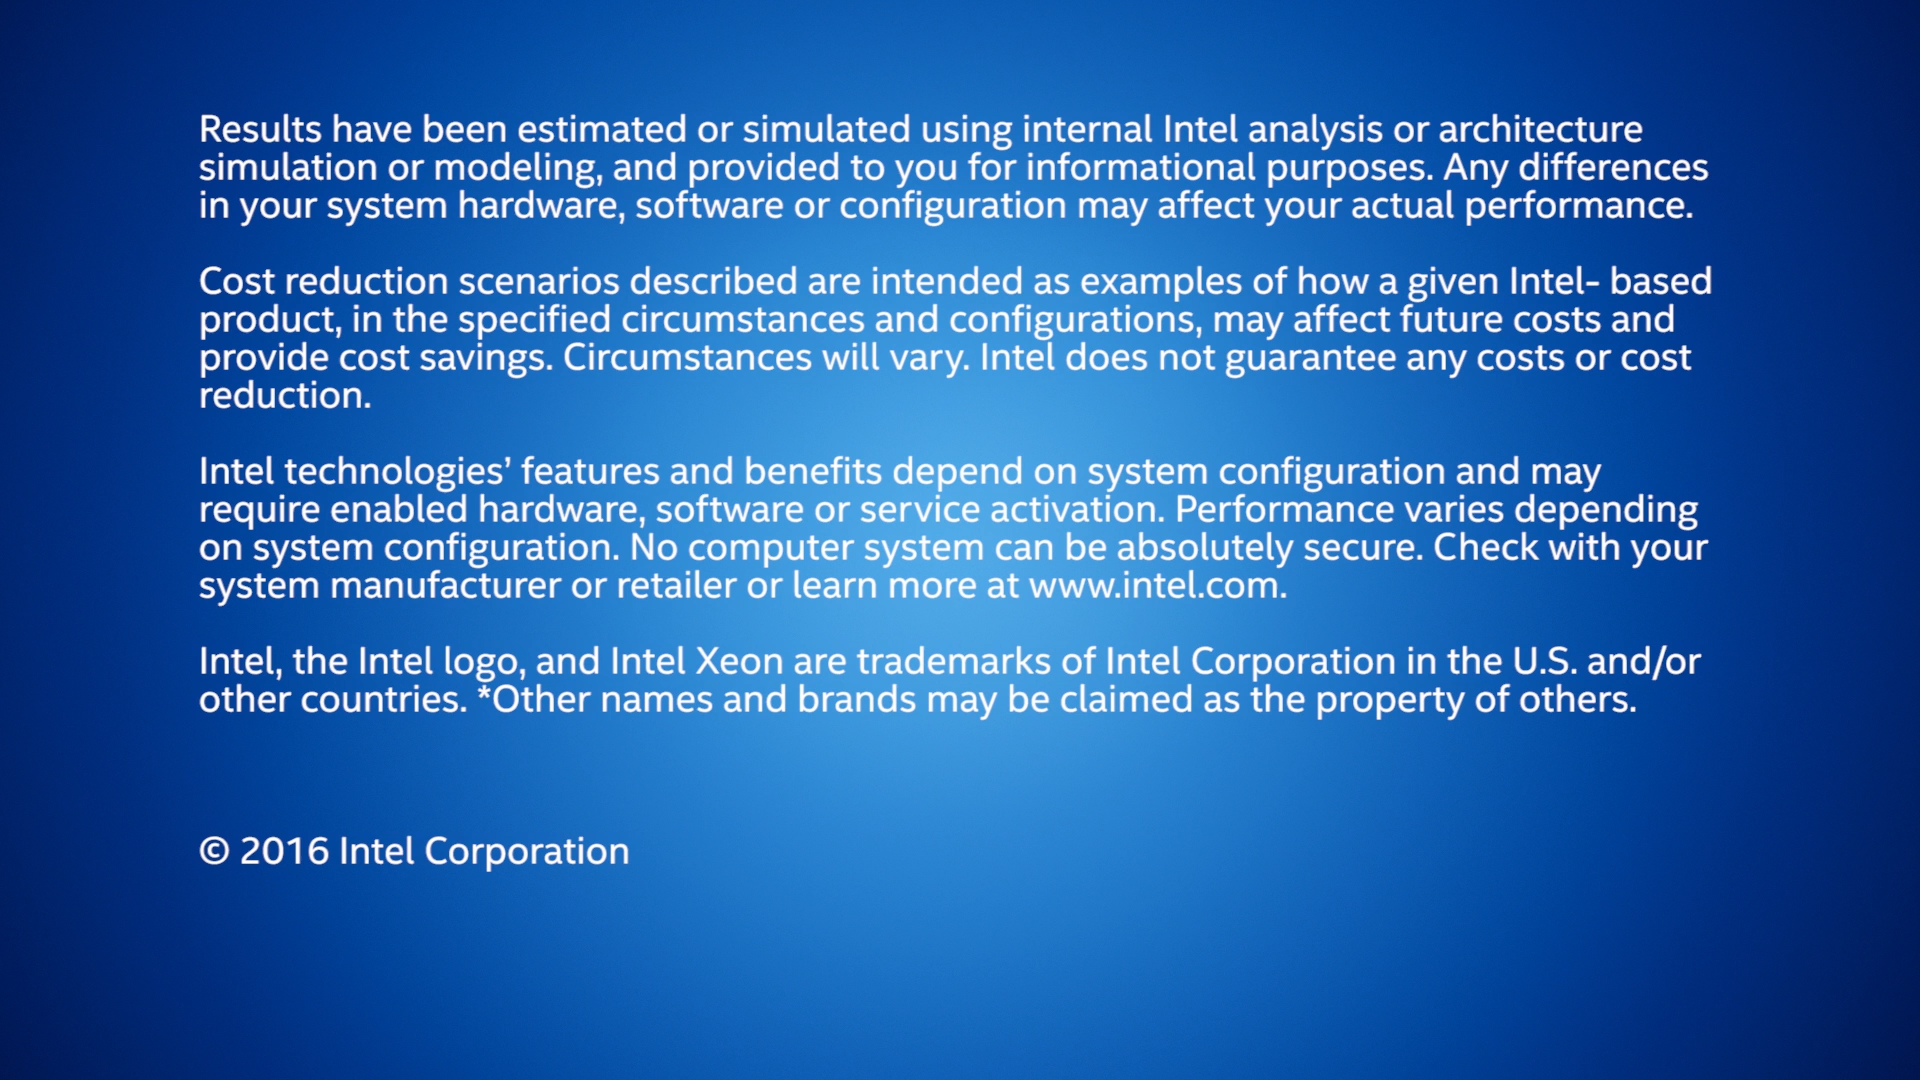 Results have been estimated or simulated using internal Intel analysis or architecture
simulation or modeling, and provided to you for informational purposes. Any differences
in your system hardware, software or configuration may affect your actual performance.
Cost reduction scenarios described are intended as examples of how a given Intel- based
product, in the specified circumstances and configurations, may affect future costs and
provide cost savings. Circumstances will vary. Intel does not guarantee any costs or cost
reduction.
Intel technologies’ features and benefits depend on system configuration and may
require enabled hardware, software or service activation. Performance varies depending
on system configuration. No computer system can be absolutely secure. Check with your
system manufacturer or retailer or learn more at www.intel.com.
Intel, the Intel logo, and Intel Xeon are trademarks of Intel Corporation in the U.S. and/or
other countries. *Other names and brands may be claimed as the property of others.
© 2016 Intel Corporation